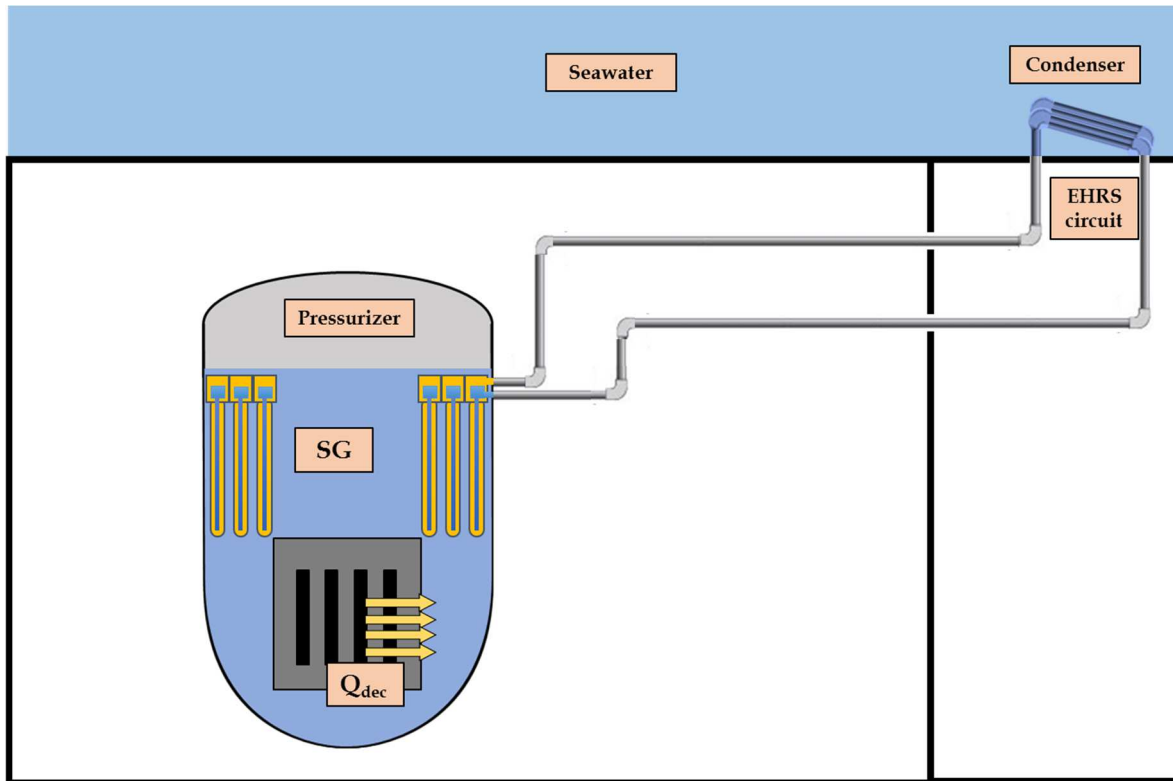 Seawater
Condenser
EHRS
circuit
Pressurizer
SG
Qdec